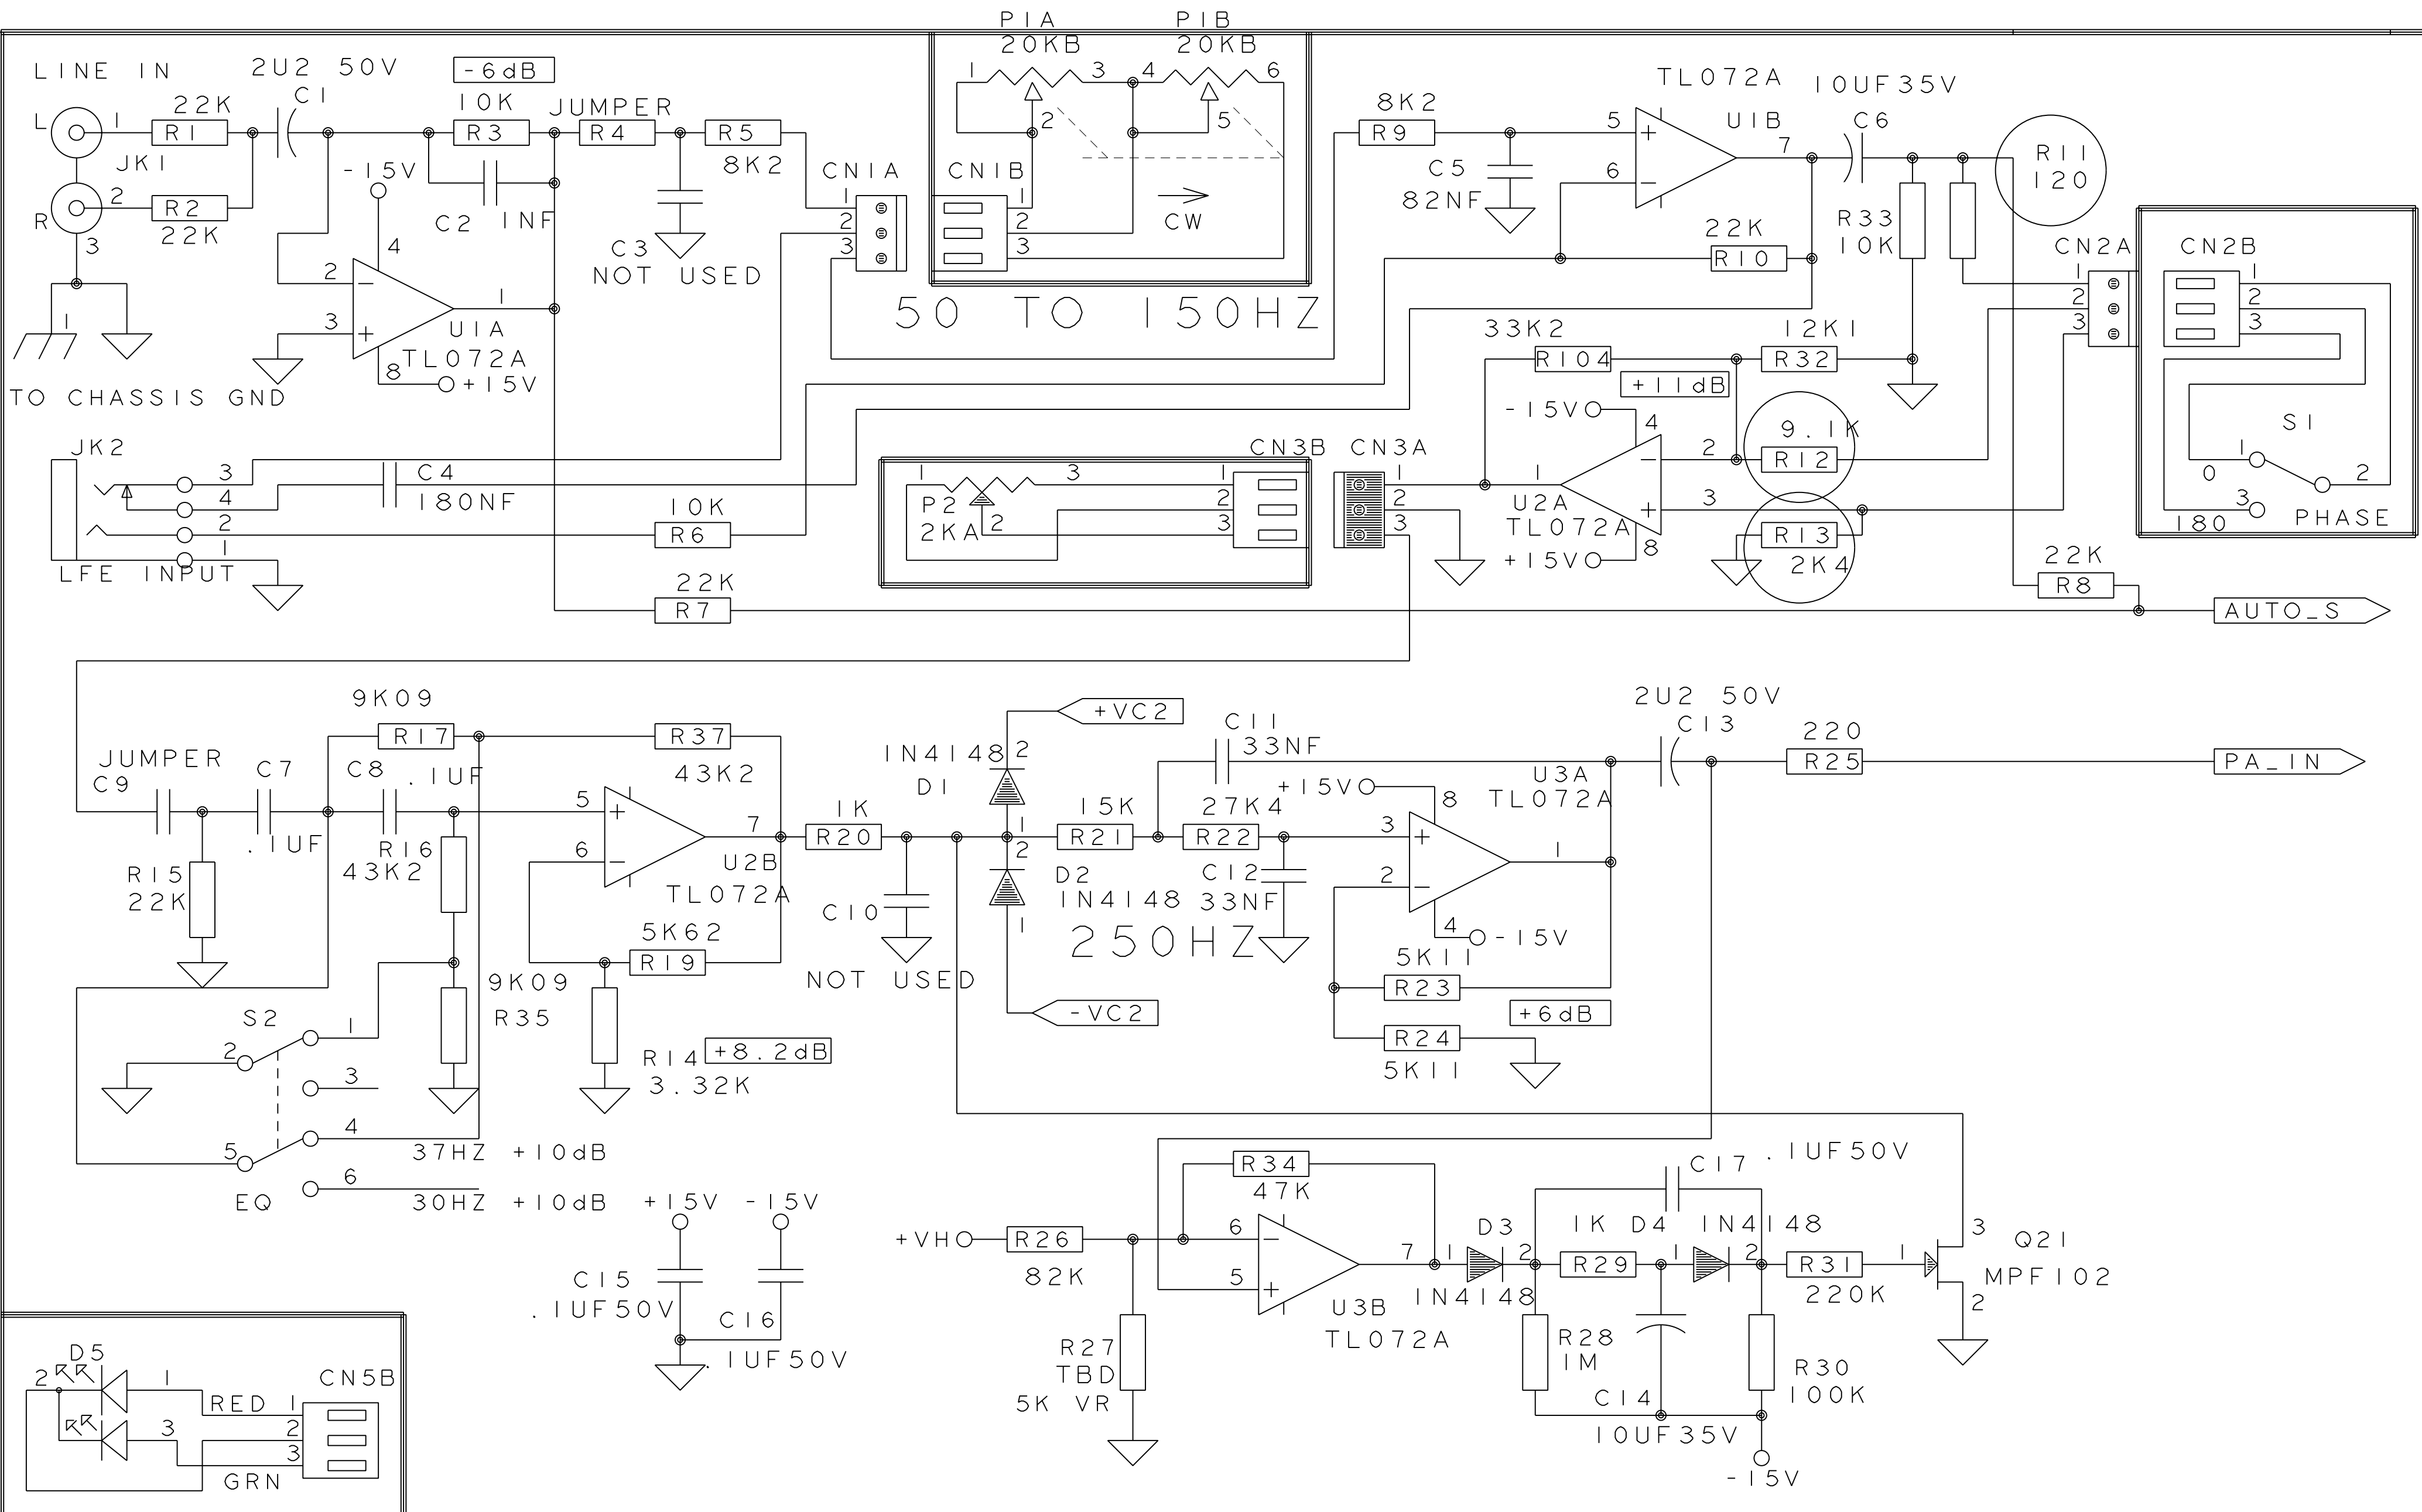 P1A P1B
20KB 20KB
1 3 4 6
2 5
LINE IN
2U2 50V
C1
-6dB
10K
R3
JUMPER
R4
R5
8K2
22K
R1
L 1
JK1
R 2
R2
22K
3
1
TO CHASSIS GND
-15V
4
2
3
1
U1A
TL072A
8
+15V
C2 1NF
C3
NOT USED
CN1A
1
2
3
CN1B
1
2
3
CW
50 TO 150HZ
8K2
R9
C5
82NF
TL072A
U1B
5
6
7
10UF35V
C6
22K
R10
R33
10K
R11
120
CN2A
1
2
3
CN2B
1
2
3
S1
1
0
2
3
180
PHASE
33K2
R104
12K1
R32
+11dB
-15V
4
2
9.1K
R12
1
U2A
TL072A
3
+15V
8
R13
2K4
22K
R8
AUTO_S
JK2
3
4
2
1
LFE INPUT
C4
180NF
10K
R6
22K
R7
CN3B CN3A
1 3 1 1
P2
2KA
2
2 2
3 3
9K09
R17
R37
43K2
JUMPER
C9
C7
.1UF
C8
.1UF
R16
43K2
R15
22K
5
6
7
U2B
TL072A
5K62
R19
9K09
R35
R14
3.32K
+8.2dB
S2
1
2
3
4
5
6
EQ
37HZ +10dB
30HZ +10dB
1K
R20
C10
NOT USED
+VC2
1N4148
D1
2
1
2
D2
1N4148
1
-VC2
250HZ
15K
R21
27K4
R22
C11
33NF
C12
33NF
+15V
8
3
2
1
U3A
TL072A
4
-15V
5K11
R23
+6dB
R24
5K11
2U2 50V
C13
220
R25
PA_IN
+15V -15V
C15
.1UF50V
C16
.1UF50V
+VH
R26
82K
R27
TBD
5K VR
R34
47K
6
5
7
U3B
TL072A
D3
1 2
1N4148
1K
R29
D4 1N4148
1 2
C17 .1UF50V
R28
1M
C14
10UF35V
R30
100K
-15V
R31
220K
1
3
2
Q21
MPF102
D5
2
1
3
RED
GRN
CN5B
1
2
3